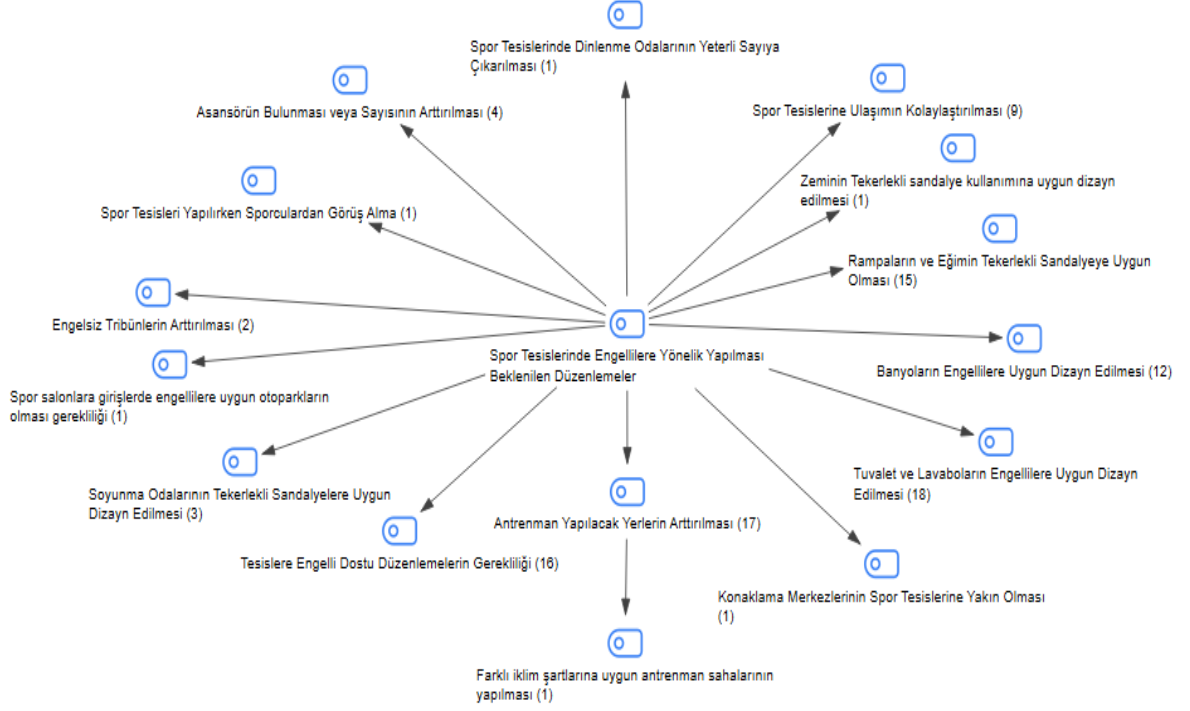 Spor Tesislerinde Dinlenme Odalarının Yeterli Sayıya
Çıkarılması (1)
Asansörün Bulunması veya Sayısının Arttırılması (4)
Spor Tesislerine Ulaşımın Kolaylaştırılması (9)
Zeminin Tekerlekli sandalye kullanımına uygun dizayn
edilmesi (1)
Spor Tesisleri Yapılırken Sporculardan Görüş Alma (1)
Rampaların ve Eğimin Tekerlekli Sandalyeye Uygun
Olması (15)
Engelsiz Tribünlerin Arttırılması (2)
Spor Tesislerinde Engellilere Yönelik Yapılması
Beklenilen Düzenlemeler
Banyoların Engellilere Uygun Dizayn Edilmesi (12)
Spor salonlara girişlerde engellilere uygun otoparkların
olması gerekliliği (1)
Tuvalet ve Lavaboların Engellilere Uygun Dizayn
Edilmesi (18)
Soyunma Odalarının Tekerlekli Sandalyelere Uygun
Dizayn Edilmesi (3)
Antrenman Yapılacak Yerlerin Arttırılması (17)
Tesislere Engelli Dostu Düzenlemelerin Gerekliliği (16)
Konaklama Merkezlerinin Spor Tesislerine Yakın Olması
(1)
Farklı iklim şartlarına uygun antrenman sahalarının
yapılması (1)